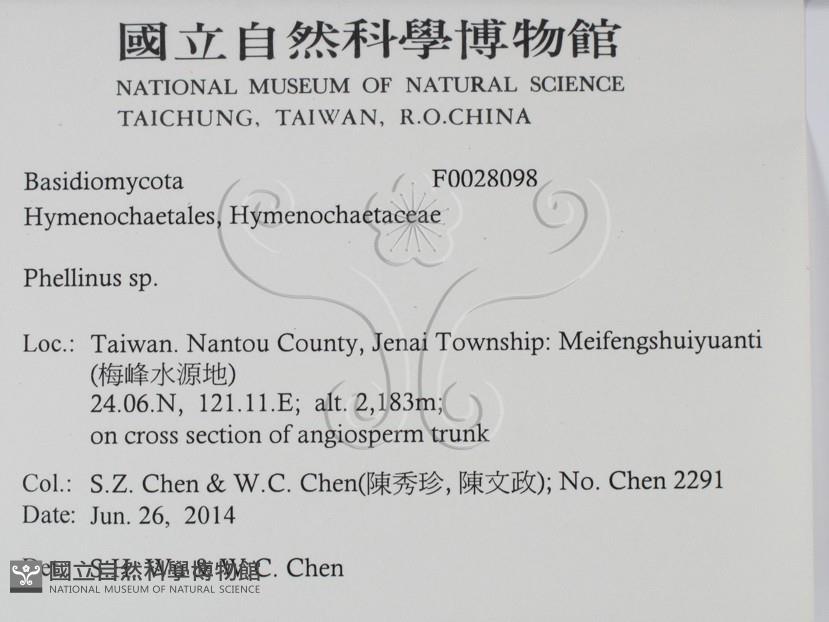 國立自然科學博物館
NATIONAL MUSEUM OF NATURAL SCIENCE
TAICHUNG, TAIWAN, R.O.CHINA
Basidiomycota F0028098
Hymenochaetales, Hymenochaetaceae
Phellinus sp.
Loc.: Taiwan. Nantou County, Jenai Township: Meifengshuiyuanti
(梅峰水源地)
24.06.N, 121.11.E; alt. 2,183m;
on cross section of angiosperm trunk
Col.: S.Z. Chen & W.C. Chen(陳秀珍, 陳文政); No. Chen 2291
Date: Jun. 26, 2014
Det.: S.H. Wu & W.C. Chen
國立自然科學博物館
NATIONAL MUSEUM OF NATURAL SCIENCE